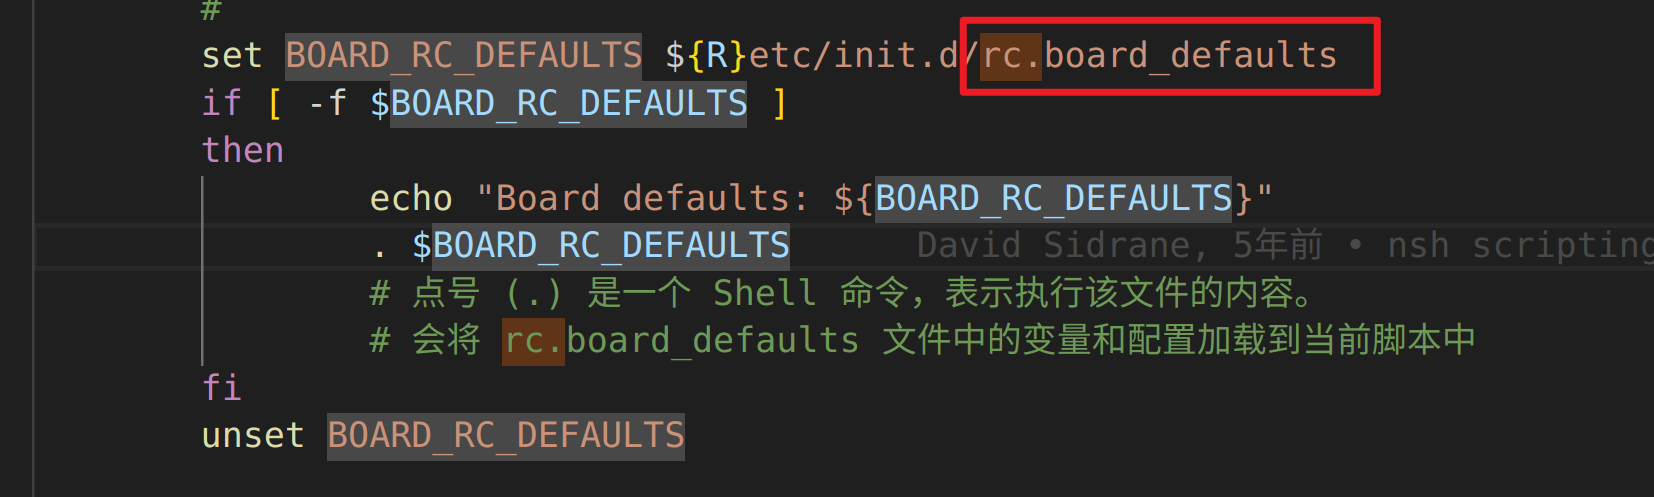 #
set BOARD_RC_DEFAULTS ${R}etc/init.d/rc.board_defaults
if [ -f $BOARD_RC_DEFAULTS ]
then
echo "Board defaults: ${BOARD_RC_DEFAULTS}"
. $BOARD_RC_DEFAULTS David Sidrane, 5年前 • nsh scripting
# 点号 (.) 是一个 Shell 命令，表示执行该文件的内容。
# 会将 rc.board_defaults 文件中的变量和配置加载到当前脚本中
fi
unset BOARD_RC_DEFAULTS